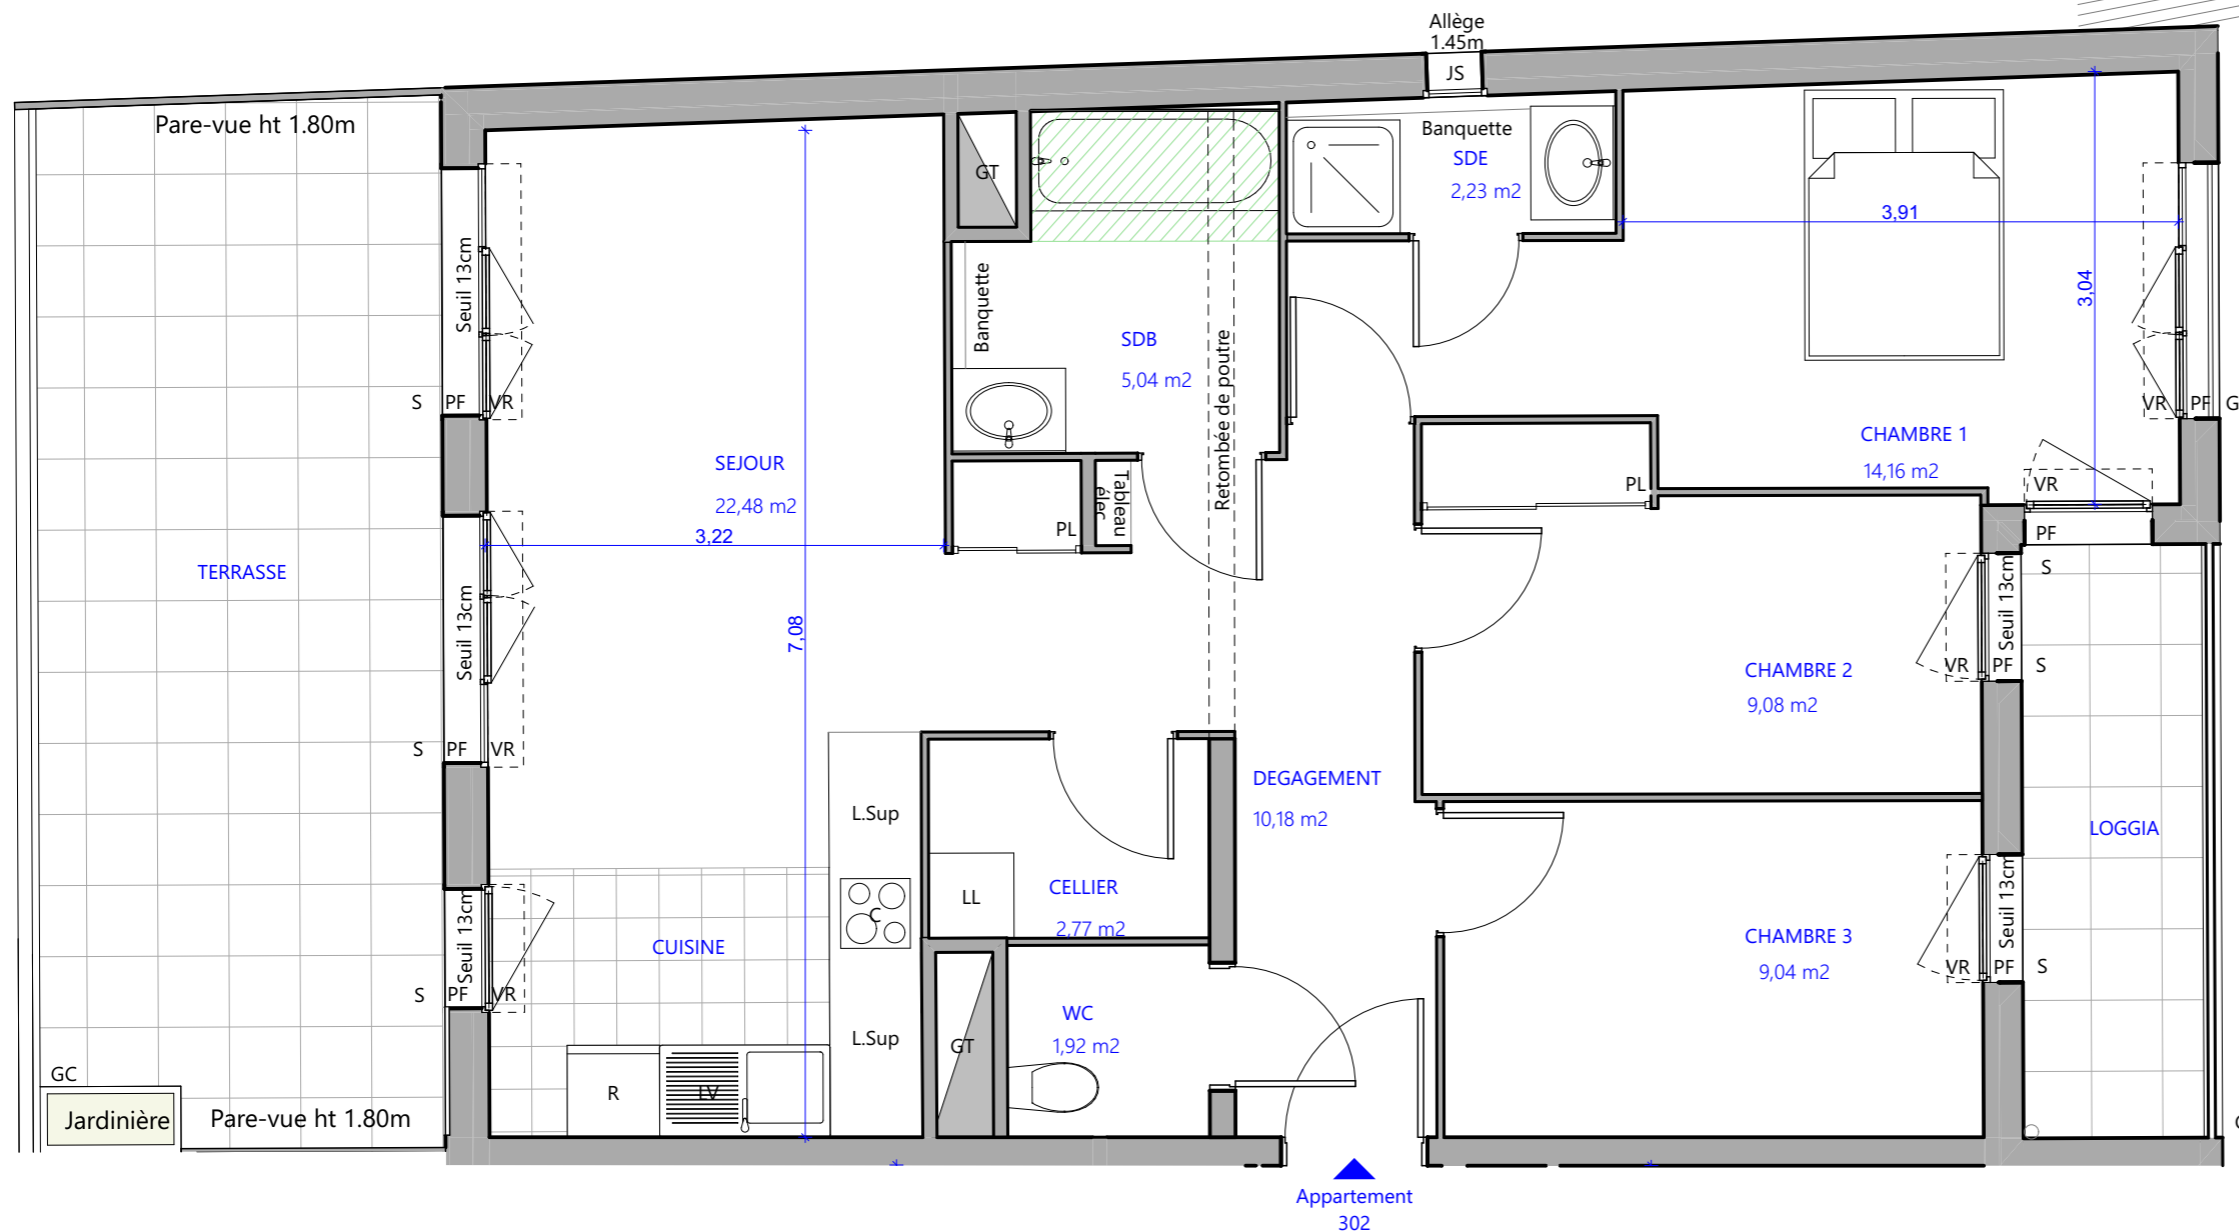 Allège
1.45m
JS
Pare-vue ht 1.80m
Banquette
SDE
2,23 m2
GT
3,91
Seuil 13cm
Banquette
3,04
SDB
5,04 m2
Retombée de poutre
S PF VR
VR PF G
CHAMBRE 1
14,16 m2
SEJOUR
22,48 m2
3,22
Tableau
élec
PL
PL
VR
PF
S
TERRASSE
Seuil 13cm
7,08
Seuil 13cm
CHAMBRE 2
9,08 m2
VR PF S
S PF VR
DEGAGEMENT
10,18 m2
L.Sup
LOGGIA
C
LL
CELLIER
2,77 m2
CUISINE
Seuil 13cm
Seuil 13cm
CHAMBRE 3
9,04 m2
VR PF S
S PF VR
WC
1,92 m2
L.Sup
GT
GC
R
LV
Jardinière
Pare-vue ht 1.80m
Appartement
302